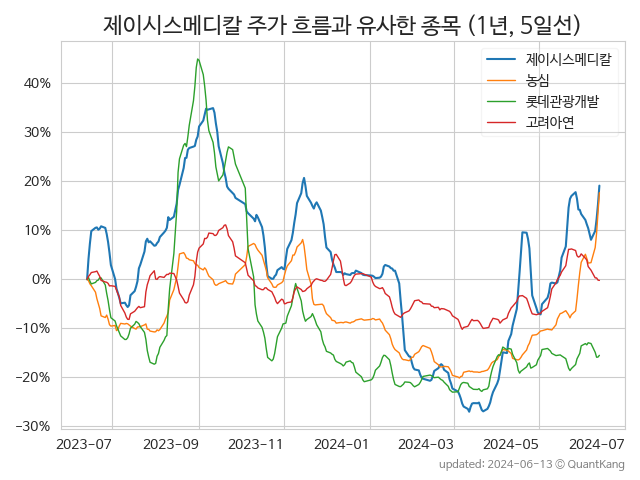 제이시스메디칼 주가 흐름과 유사한 종목 (1년, 5일선)
제이시스메디칼
농심
롯데관광개발
고려아연
40%
30%
20%
10%
0%
−10%
−20%
−30%
2023-07 2023-09 2023-11 2024-01 2024-03 2024-05 2024-07
updated: 2024-06-13 © QuantKang